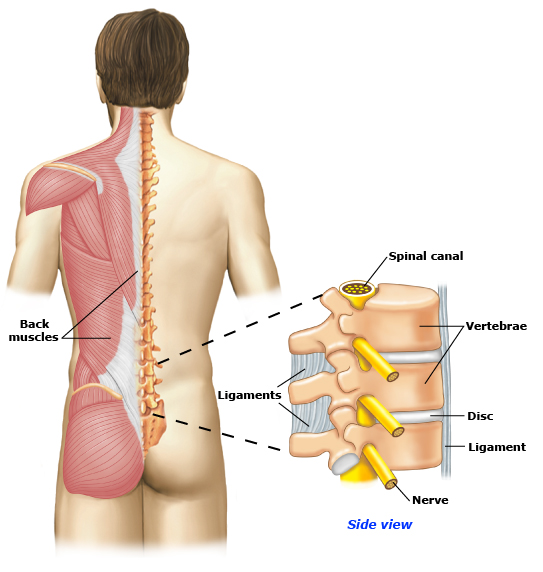 Spinal canal
Back
muscles
Vertebrae
Ligaments
Disc
Ligament
Nerve
Side view